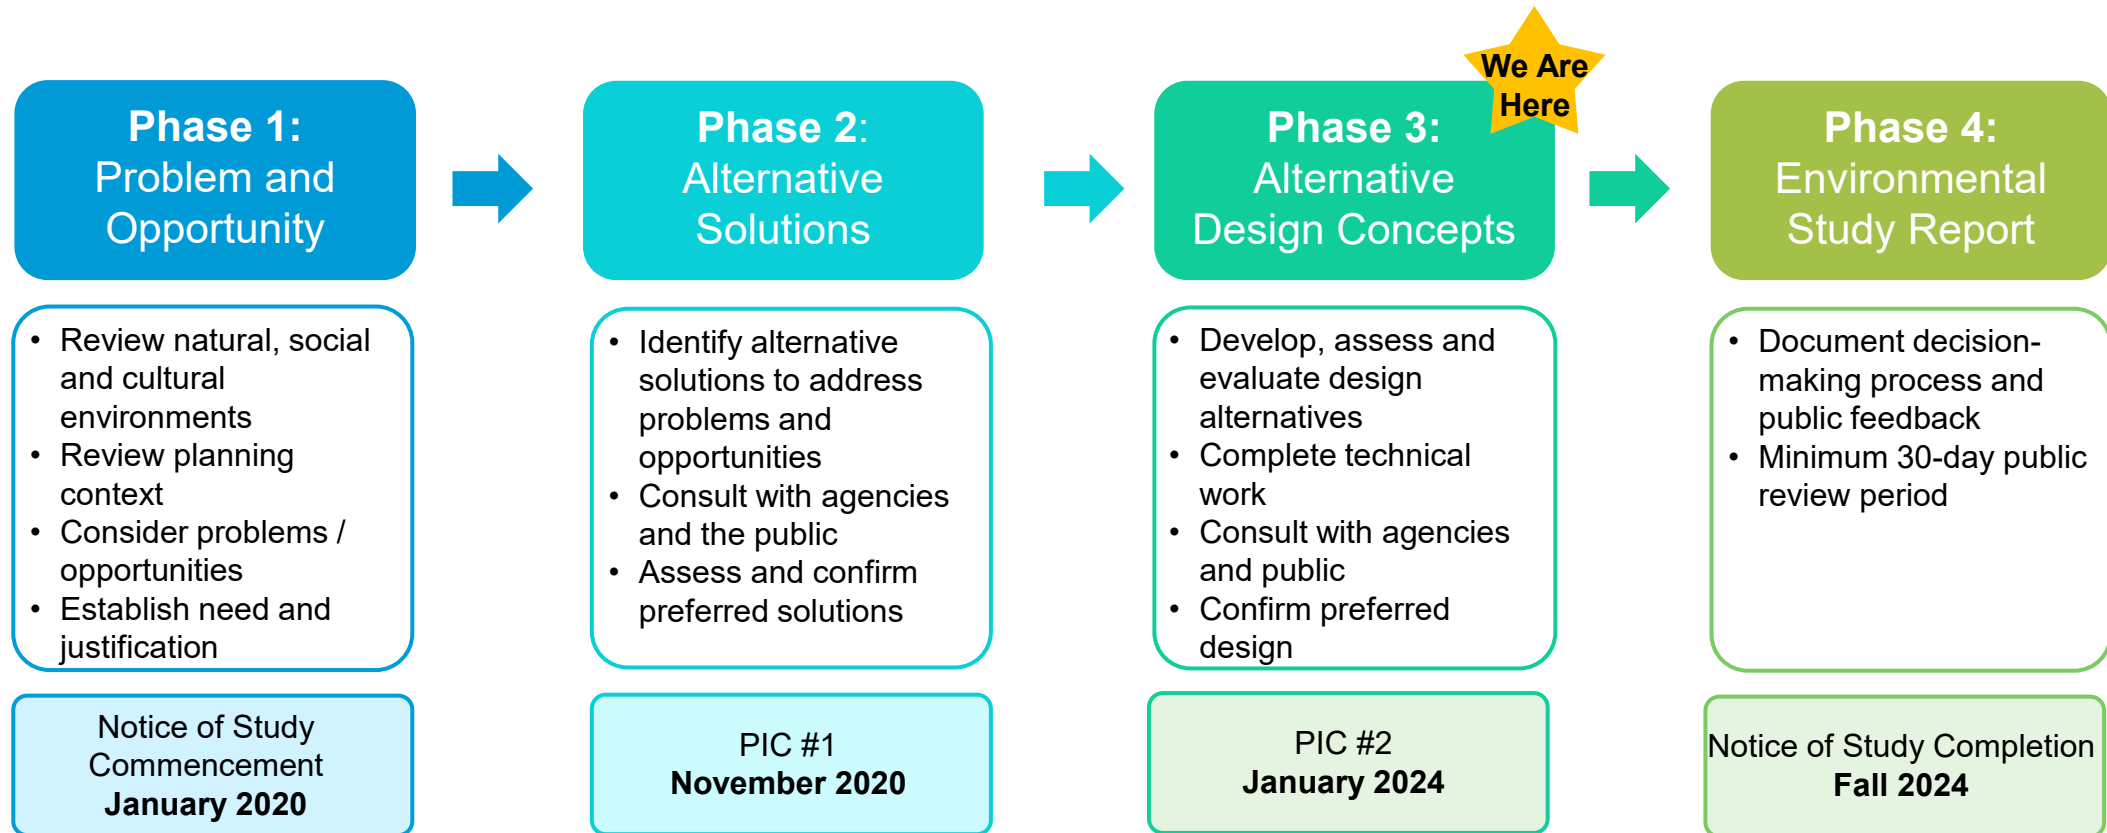 We Are
Here
Phase 1:
Problem and
Opportunity
Phase 2:
Alternative
Solutions
Phase 3:
Alternative
Design Concepts
Phase 4:
Environmental
Study Report
• Review natural, social
and cultural
environments
• Review planning
context
• Consider problems /
opportunities
• Establish need and
justification
• Identify alternative
solutions to address
problems and
opportunities
• Consult with agencies
and the public
• Assess and confirm
preferred solutions
• Develop, assess and
evaluate design
alternatives
• Complete technical
work
• Consult with agencies
and public
• Confirm preferred
design
• Document decision-
making process and
public feedback
• Minimum 30-day public
review period
Notice of Study
Commencement
January 2020
PIC #1
November 2020
PIC #2
January 2024
Notice of Study Completion
Fall 2024